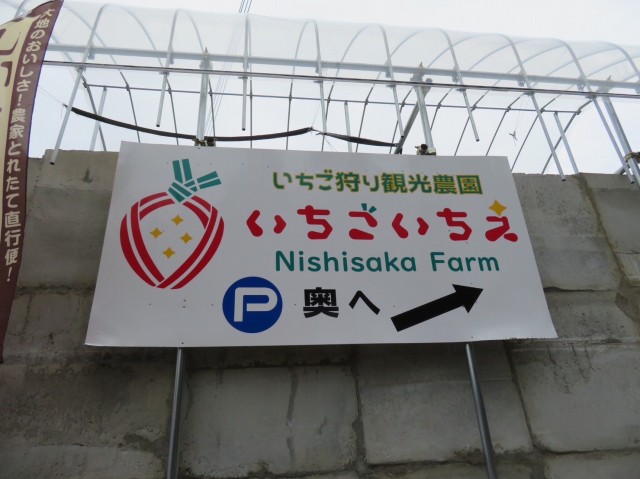 大地のおいしさ!農家とれたて直行便!
いちご狩り観光農園
いちごいちえ
Nishisaka Farm
P 奥へ